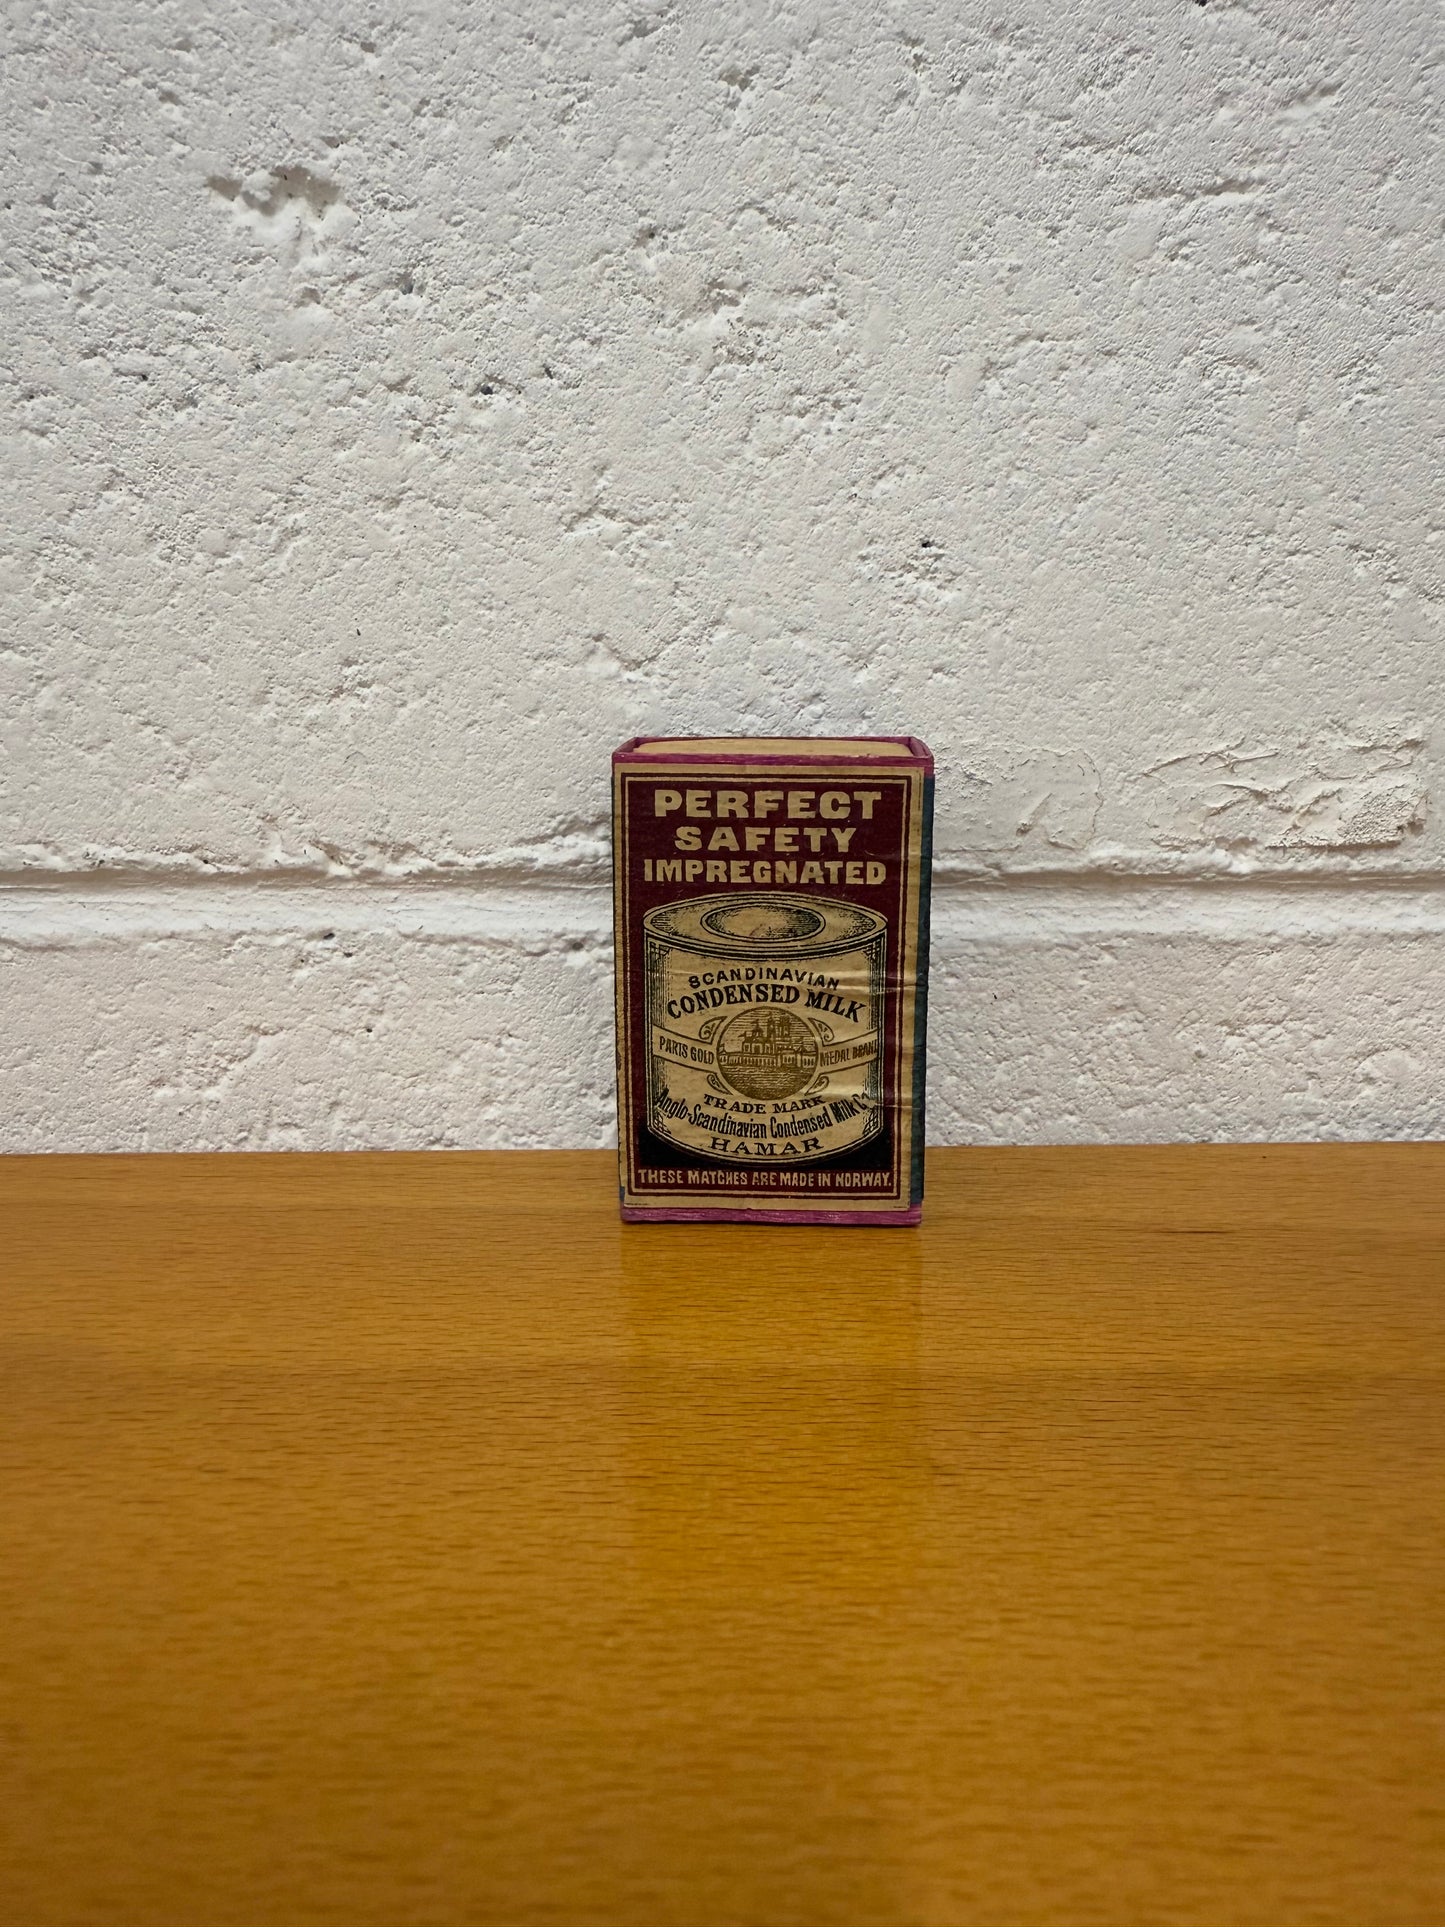 PERFECT
SAFETY
IMPREGNATED
SCANDINAVIAN
CONDENSED MILK
PARIS GOLD MEDAL BRAND
TRADE MARK
Anglo-Scandinavian Condensed Milk Co
HAMAR
THESE MATCHES ARE MADE IN NORWAY.